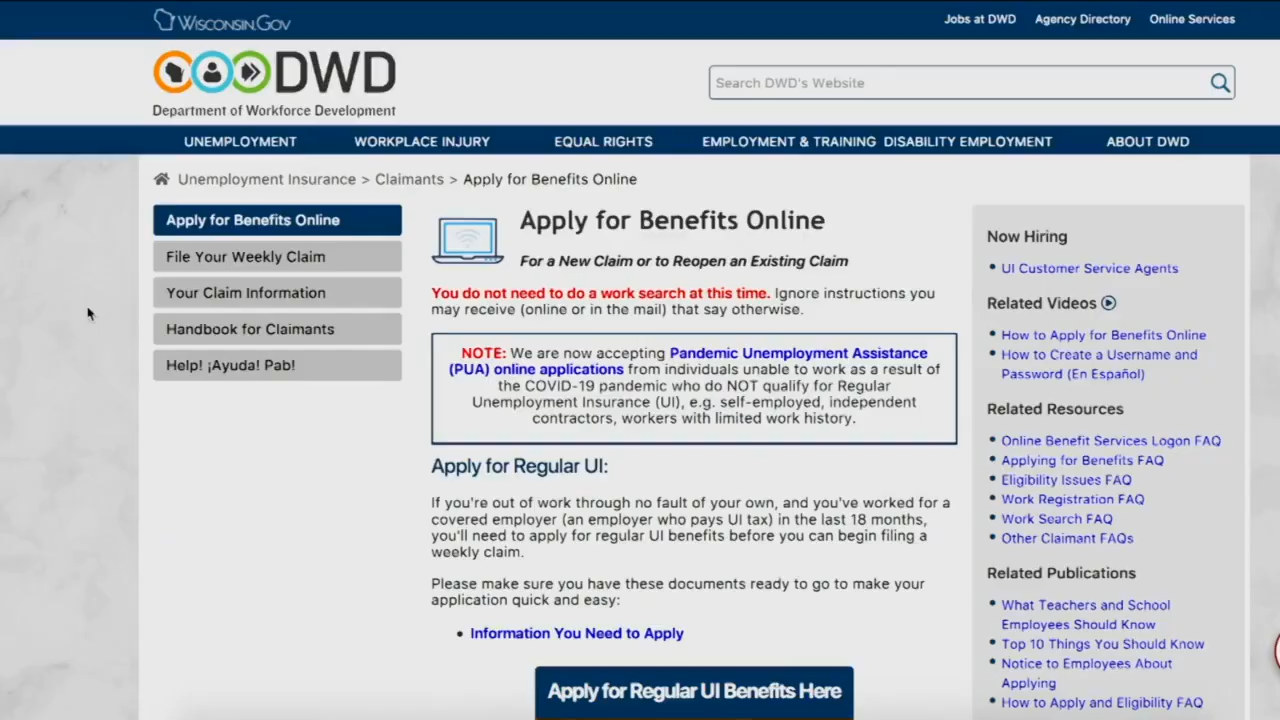 WISCONSIN.GOV
Jobs at DWD Agency Directory Online Services
DWD
Department of Workforce Development
Search DWD's Website
UNEMPLOYMENT WORKPLACE INJURY EQUAL RIGHTS EMPLOYMENT & TRAINING DISABILITY EMPLOYMENT ABOUT DWD
Unemployment Insurance > Claimants > Apply for Benefits Online
Apply for Benefits Online
File Your Weekly Claim
Your Claim Information
Handbook for Claimants
Help! ¡Ayuda! Pab!
Apply for Benefits Online
For a New Claim or to Reopen an Existing Claim
You do not need to do a work search at this time. Ignore instructions you
may receive (online or in the mail) that say otherwise.
NOTE: We are now accepting Pandemic Unemployment Assistance
(PUA) online applications from individuals unable to work as a result of
the COVID-19 pandemic who do NOT qualify for Regular
Unemployment Insurance (UI), e.g. self-employed, independent
contractors, workers with limited work history.
Apply for Regular UI:
If you're out of work through no fault of your own, and you've worked for a
covered employer (an employer who pays UI tax) in the last 18 months,
you'll need to apply for regular UI benefits before you can begin filing a
weekly claim.
Please make sure you have these documents ready to go to make your
application quick and easy:
• Information You Need to Apply
Apply for Regular UI Benefits Here
Now Hiring
• UI Customer Service Agents
Related Videos
• How to Apply for Benefits Online
• How to Create a Username and
Password (En Español)
Related Resources
• Online Benefit Services Logon FAQ
• Applying for Benefits FAQ
• Eligibility Issues FAQ
• Work Registration FAQ
• Work Search FAQ
• Other Claimant FAQs
Related Publications
• What Teachers and School
Employees Should Know
• Top 10 Things You Should Know
• Notice to Employees About
Applying
• How to Apply and Eligibility FAQ